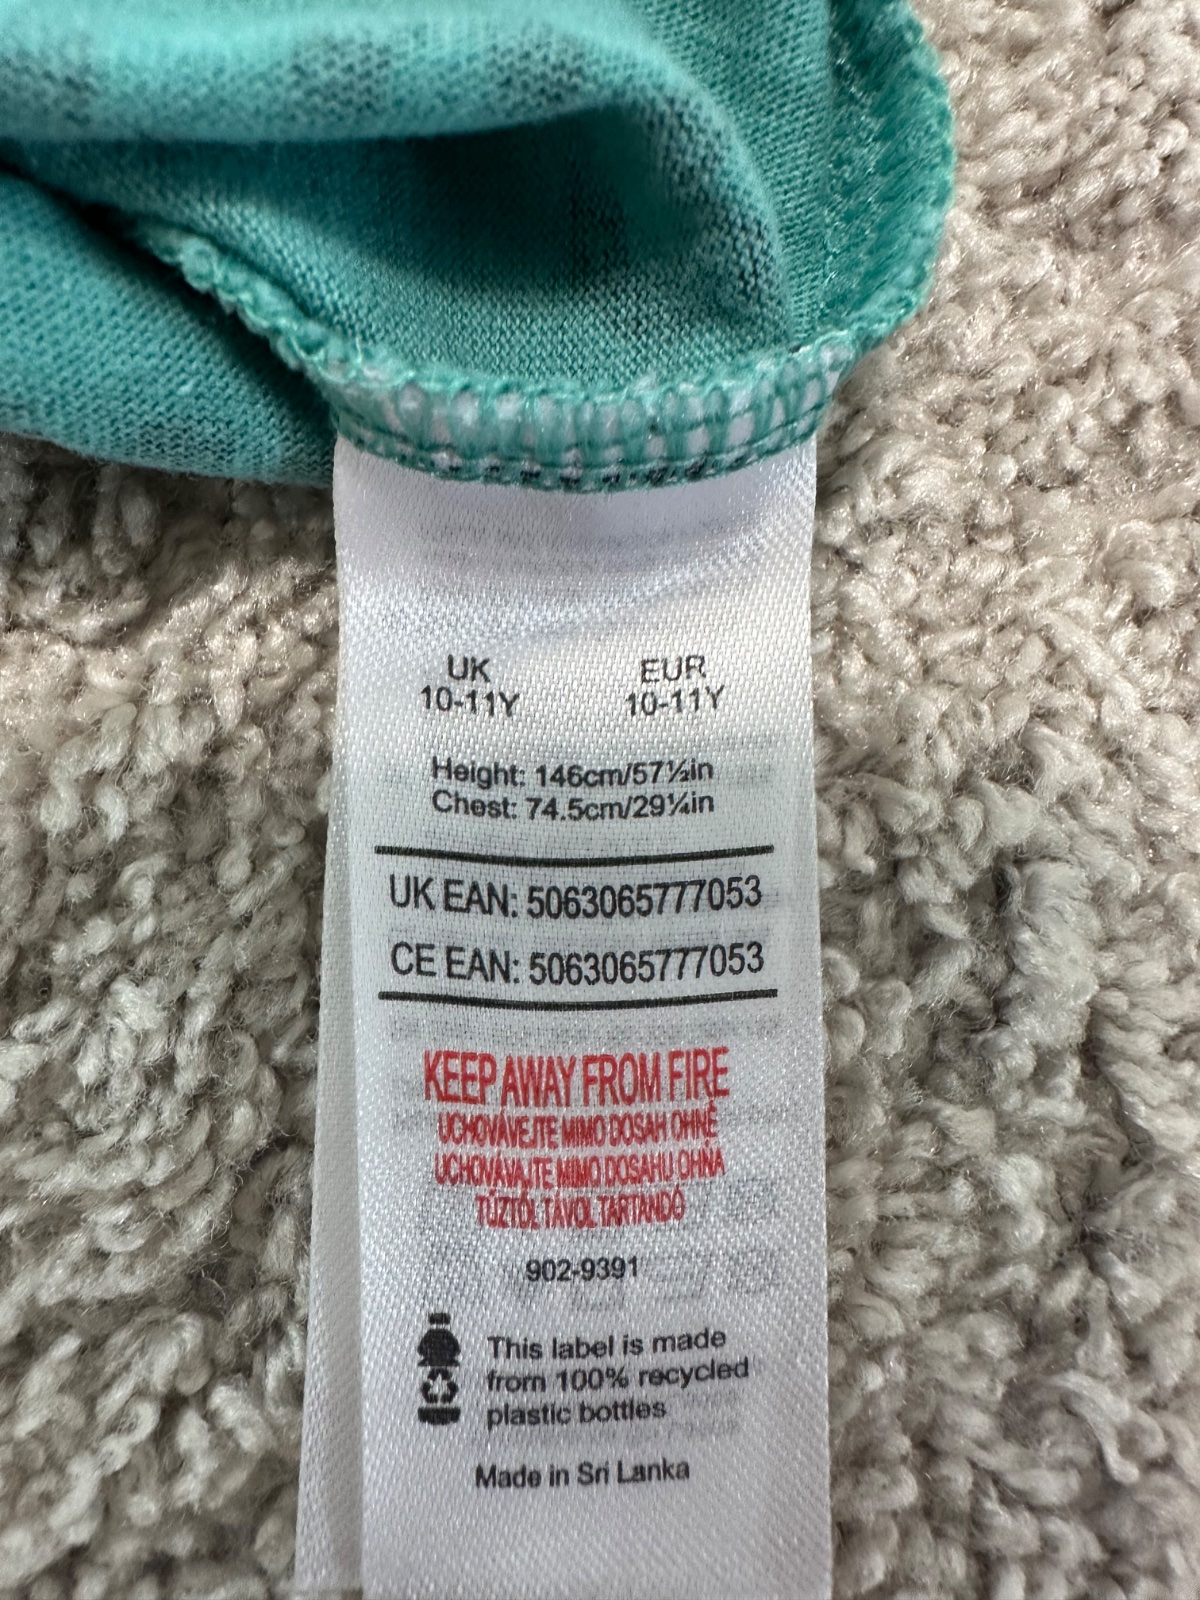 UK EUR
10-11Y 10-11Y
Height: 146cm/57½in
Chest: 74.5cm/29¼in
UK EAN: 5063065777053
CE EAN: 5063065777053
KEEP AWAY FROM FIRE
UCHOVÁVEJTE MIMO DOSAH OHNĚ
UCHOVÁVAJTE MIMO DOSAHU OHŇA
TŰZTŐL TÁVOL TARTANDÓ
902-9391
This label is made
from 100% recycled
plastic bottles
Made in Sri Lanka